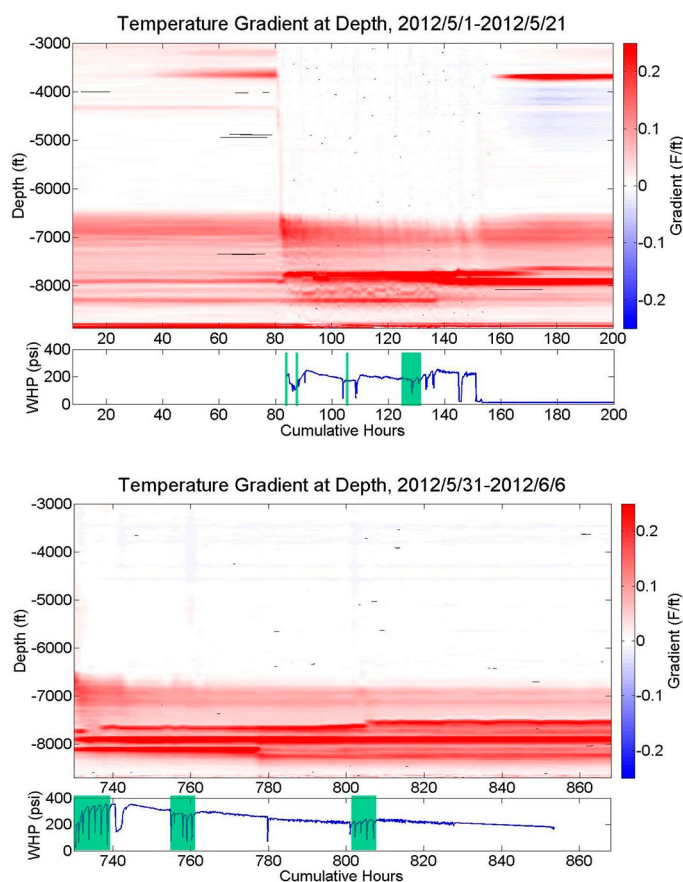 Temperature Gradient at Depth, 2012/5/1-2012/5/21
-3000
-4000
-5000
-6000
-7000
-8000
Depth (ft)
20 40 60 80 100 120 140 160 180 200
0.2
0.1
0
-0.1
-0.2
Gradient (F/ft)
400
200
0
WHP (psi)
20 40 60 80 100 120 140 160 180 200
Cumulative Hours
Temperature Gradient at Depth, 2012/5/31-2012/6/6
-3000
-4000
-5000
-6000
-7000
-8000
Depth (ft)
740 760 780 800 820 840 860
0.2
0.1
0
-0.1
-0.2
Gradient (F/ft)
400
200
0
WHP (psi)
740 760 780 800 820 840 860
Cumulative Hours